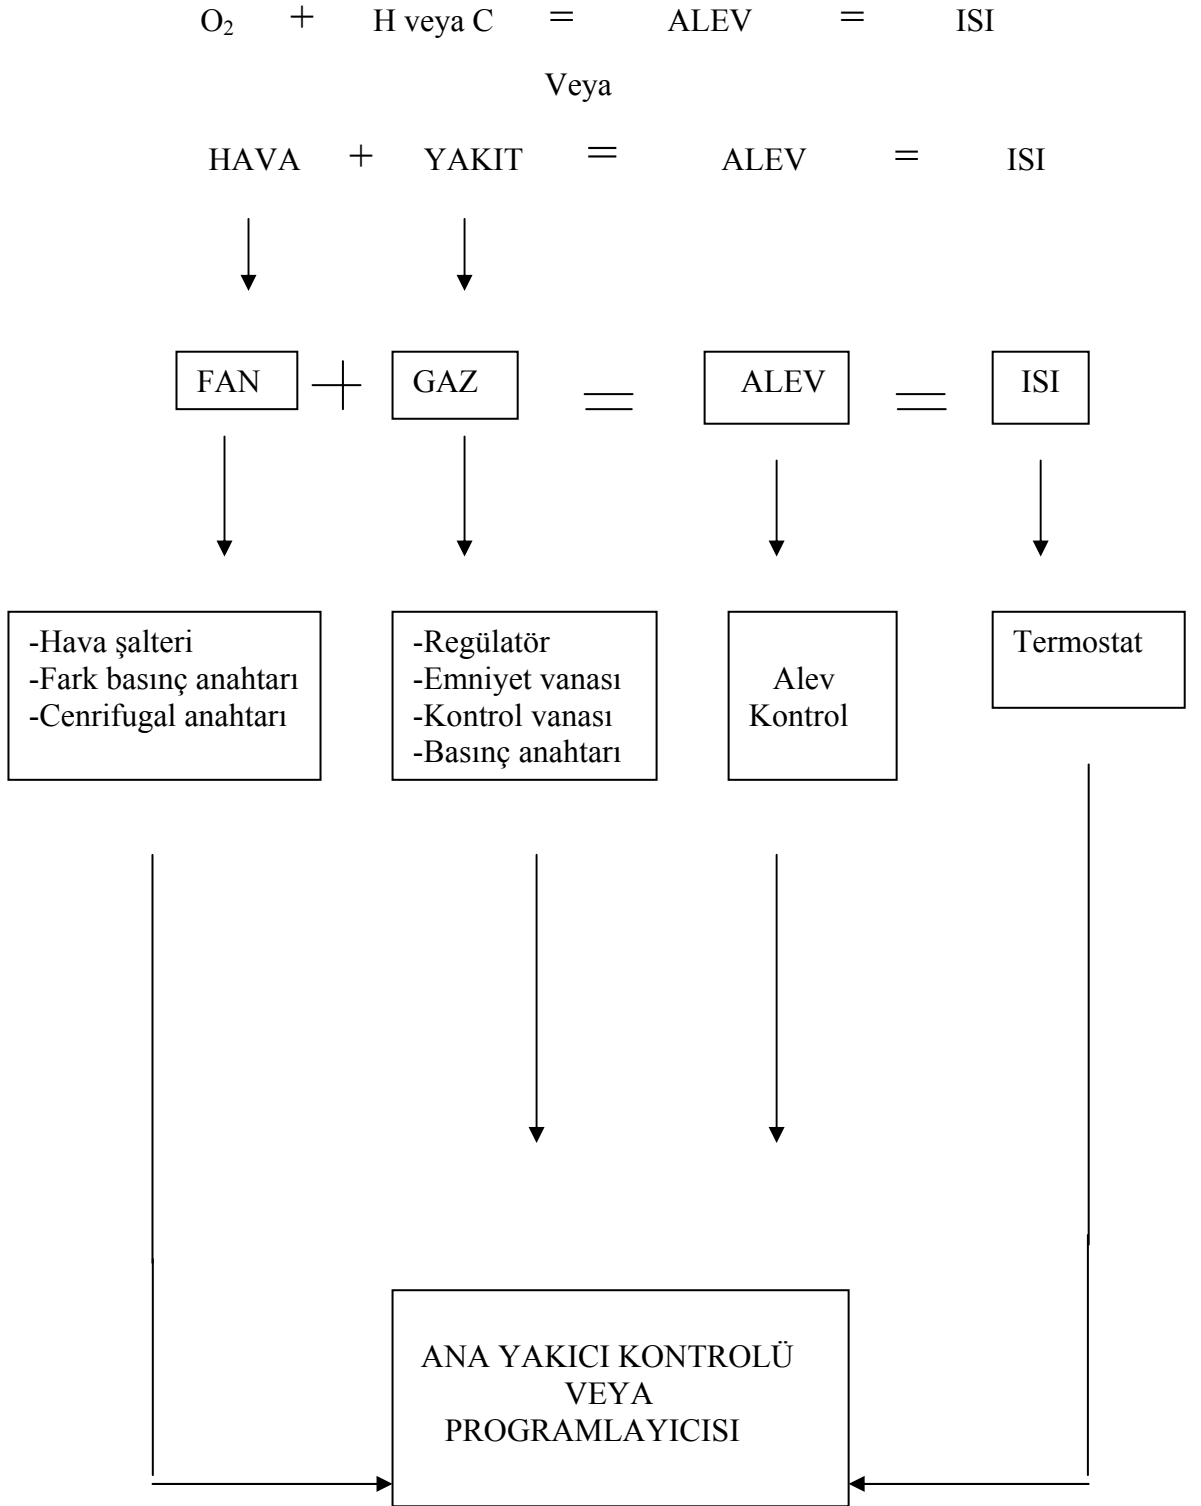 O₂ + H veya C = ALEV = ISI
Veya
HAVA + YAKIT = ALEV = ISI
FAN + GAZ = ALEV = ISI
-Hava şalteri
-Fark basınç anahtarı
-Cenrifugal anahtarı
-Regülatör
-Emniyet vanası
-Kontrol vanası
-Basınç anahtarı
Alev
Kontrol
Termostat
ANA YAKICI KONTROLÜ
VEYA
PROGRAMLAYICISI